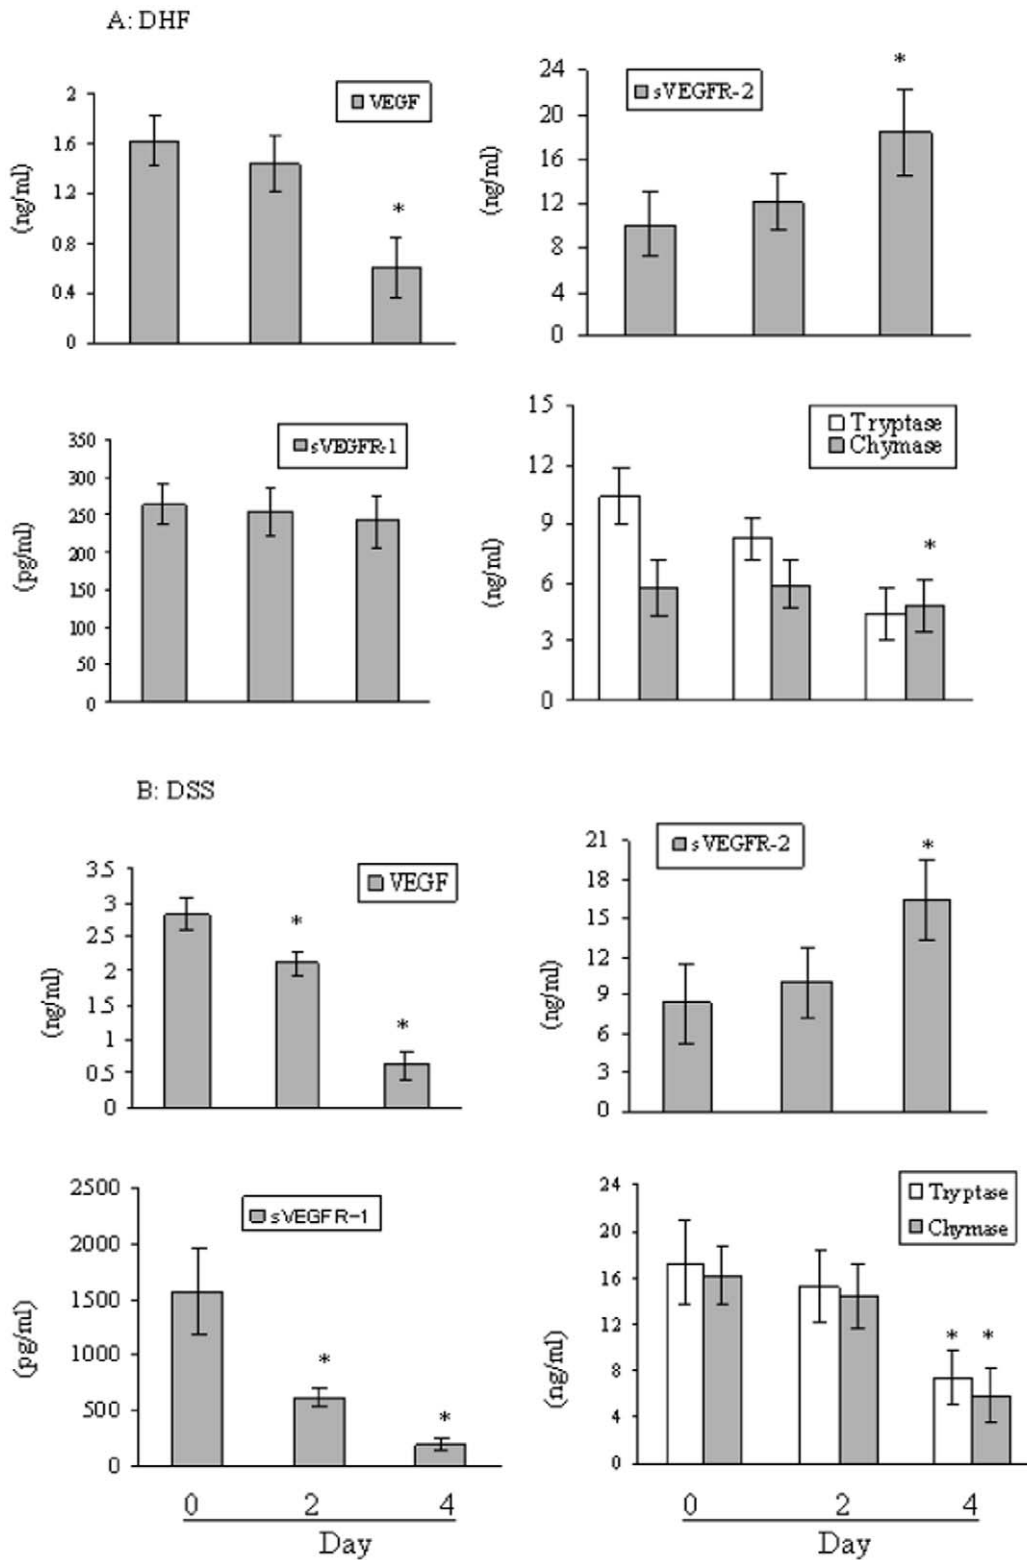 A: DHF
VEGF
2
1.6
1.2
0.8
0.4
0
(ng/ml)
*
sVEGFR-2
24
20
16
12
8
4
0
(ng/ml)
*
sVEGFR-1
350
300
250
200
150
100
50
0
(pg/ml)
Tryptase
Chymase
15
12
9
6
3
0
(ng/ml)
*
B: DSS
VEGF
3.5
3
2.5
2
1.5
1
0.5
0
(ng/ml)
*
*
sVEGFR-2
21
18
15
12
9
6
3
0
(ng/ml)
*
sVEGFR-1
2500
2000
1500
1000
500
0
(pg/ml)
*
*
0 2 4
Day
Tryptase
Chymase
24
20
16
12
8
4
0
(ng/ml)
* *
0 2 4
Day